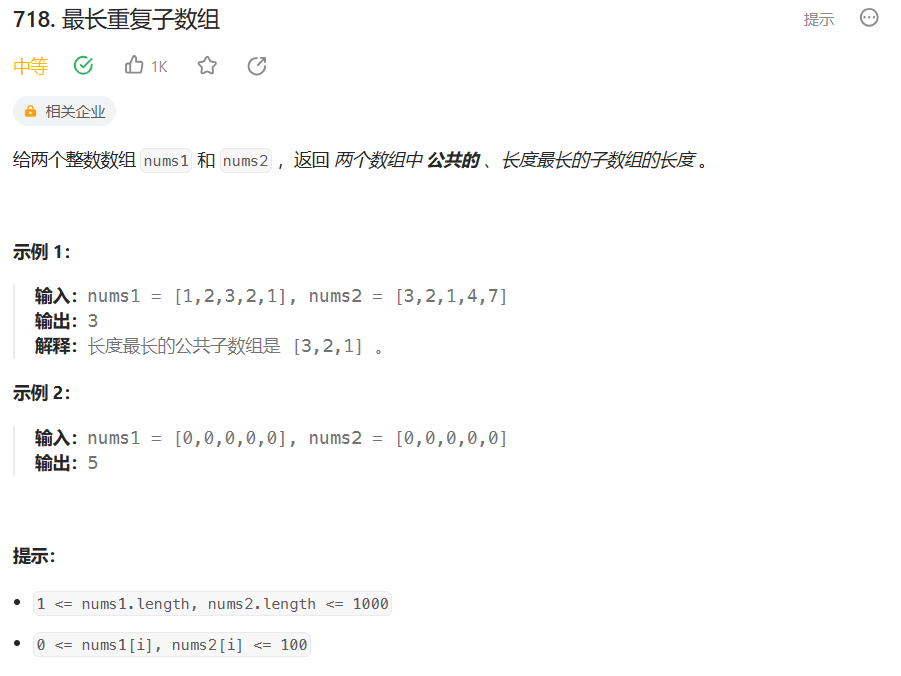 718. 最长重复子数组
提示
中等
1K
相关企业
给两个整数数组 nums1 和 nums2 ，返回 两个数组中 公共的 、长度最长的子数组的长度 。
示例 1：
输入：nums1 = [1,2,3,2,1], nums2 = [3,2,1,4,7]
输出：3
解释：长度最长的公共子数组是 [3,2,1] 。
示例 2：
输入：nums1 = [0,0,0,0,0], nums2 = [0,0,0,0,0]
输出：5
提示：
1 <= nums1.length, nums2.length <= 1000
0 <= nums1[i], nums2[i] <= 100